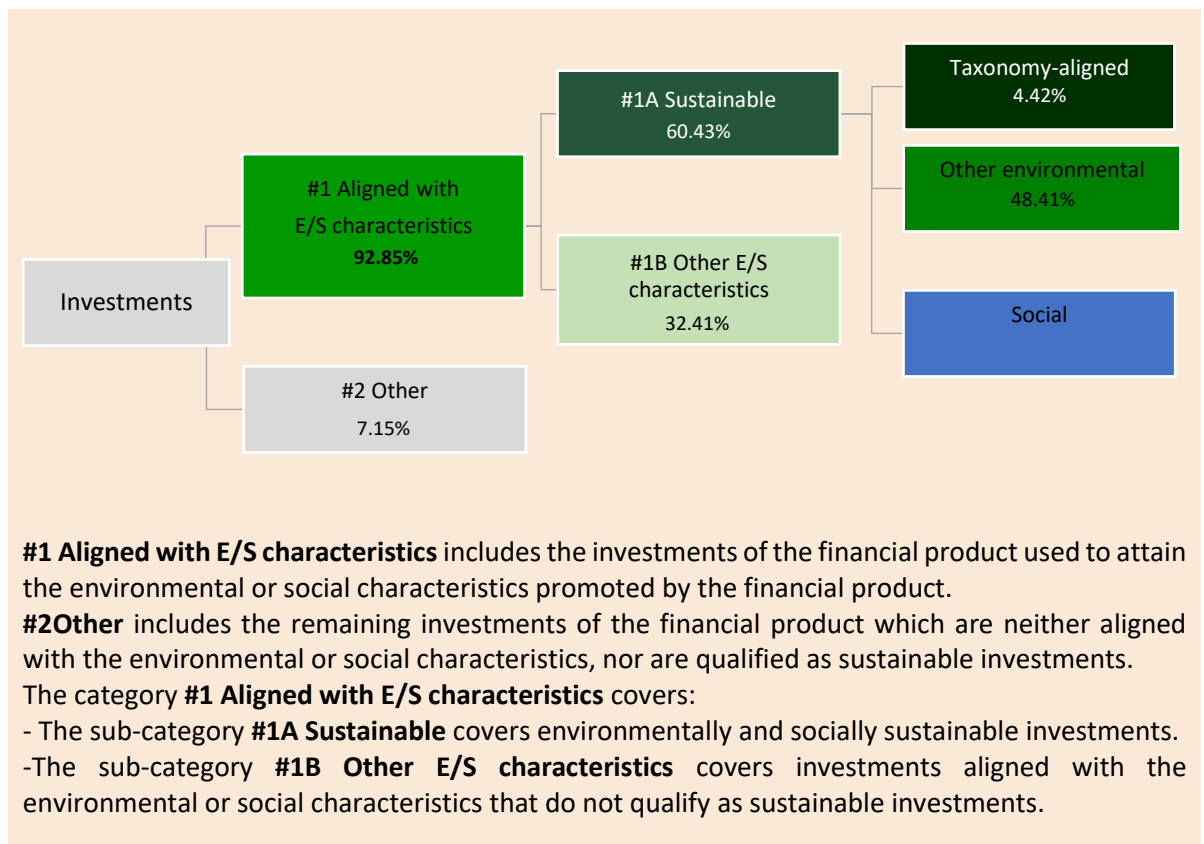 Taxonomy-aligned
4.42%
#1A Sustainable
60.43%
Other environmental
48.41%
#1 Aligned with
E/S characteristics
92.85%
#1B Other E/S
characteristics
32.41%
Investments
Social
#2 Other
7.15%
#1 Aligned with E/S characteristics includes the investments of the financial product used to attain
the environmental or social characteristics promoted by the financial product.
#2Other includes the remaining investments of the financial product which are neither aligned
with the environmental or social characteristics, nor are qualified as sustainable investments.
The category #1 Aligned with E/S characteristics covers:
- The sub-category #1A Sustainable covers environmentally and socially sustainable investments.
-The sub-category #1B Other E/S characteristics covers investments aligned with the
environmental or social characteristics that do not qualify as sustainable investments.